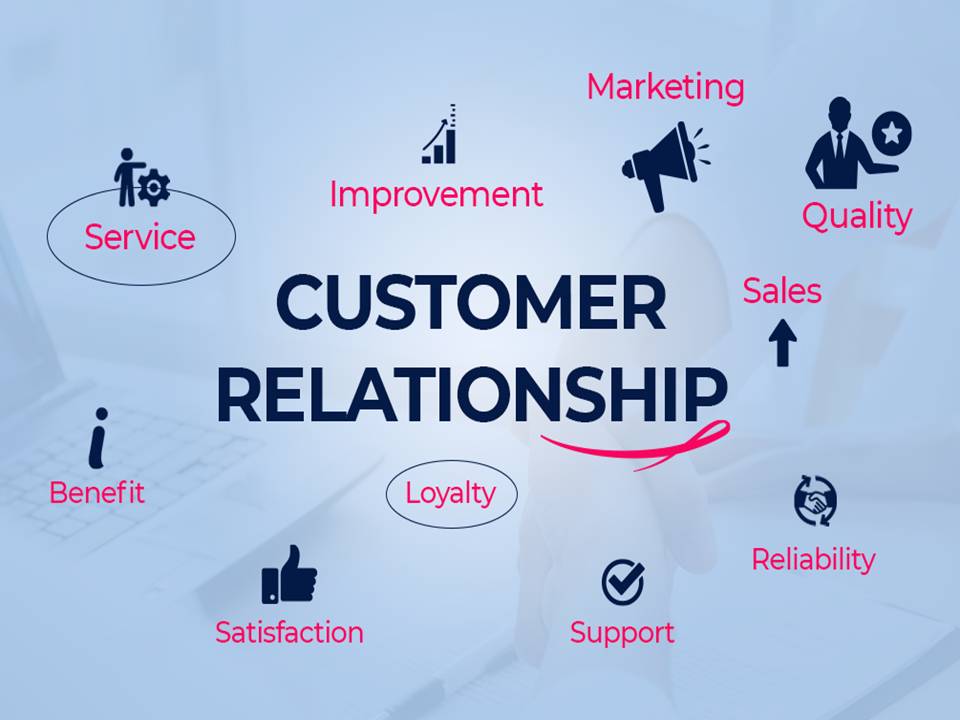 Marketing
Improvement
Quality
Service
CUSTOMER
Sales
RELATIONSHIP
Benefit
Loyalty
Reliability
Satisfaction
Support